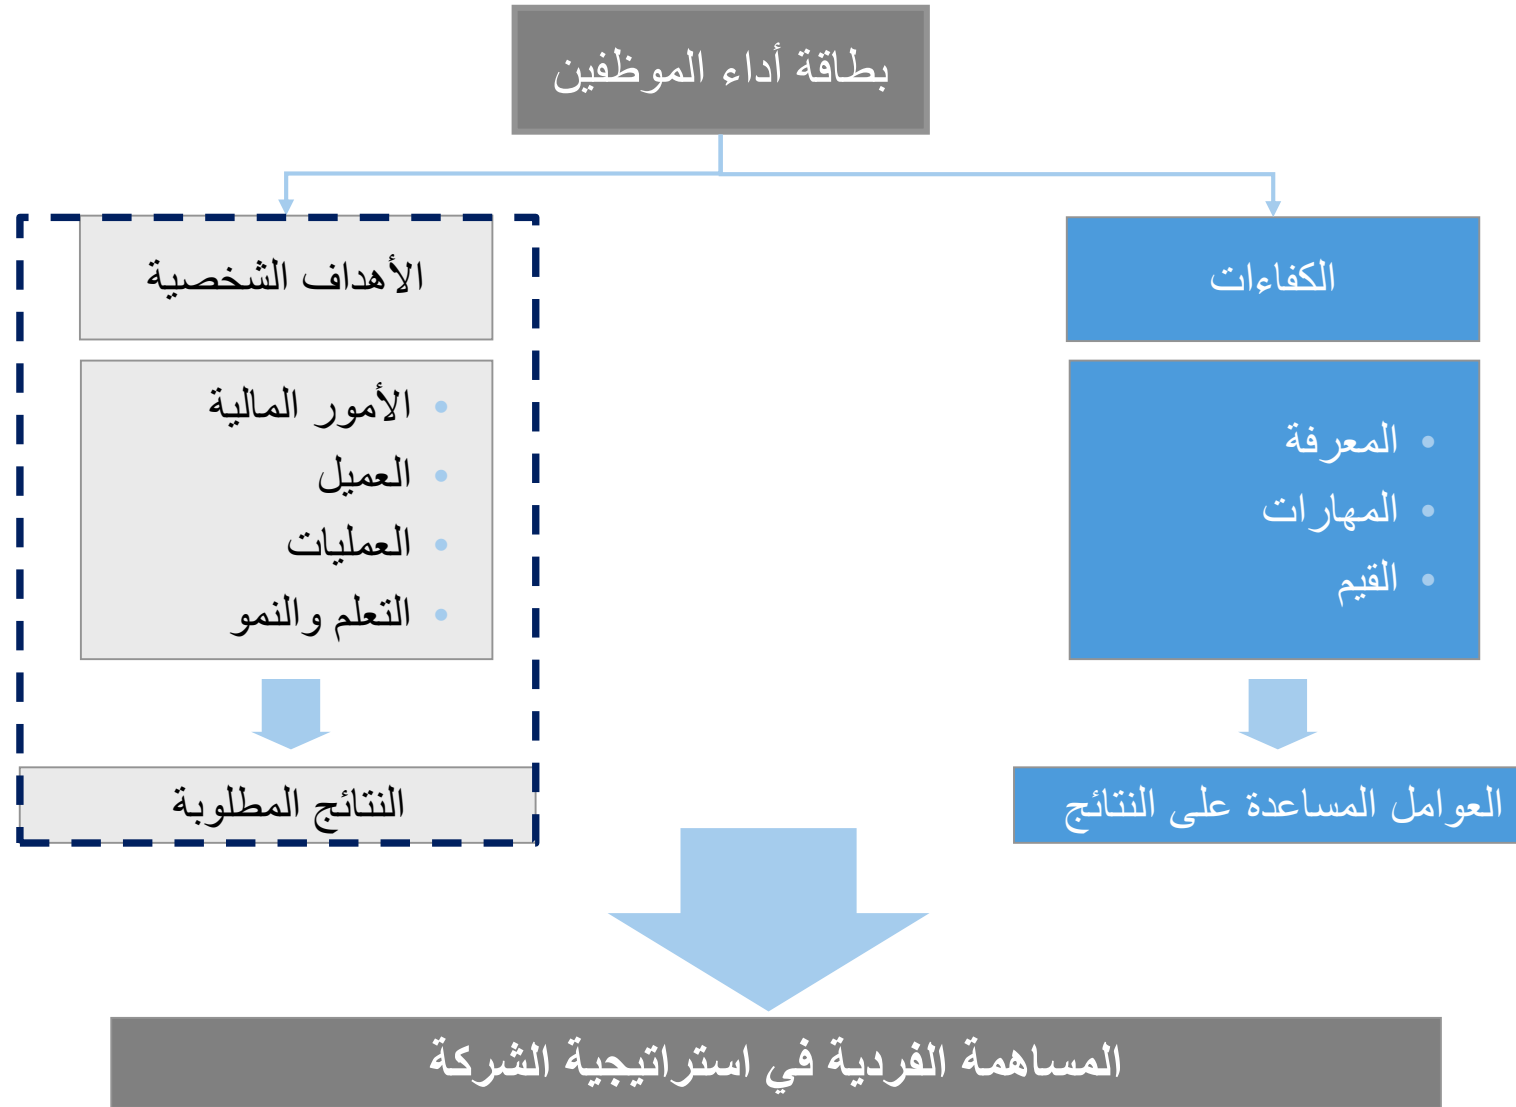 بطاقة أداء الموظفين
الكفاءات
المعرفة
المهارات
القيم
العوامل المساعدة على النتائج
الأهداف الشخصية
الأمور المالية
العميل
العمليات
التعلم والنمو
النتائج المطلوبة
المساهمة الفردية في استراتيجية الشركة